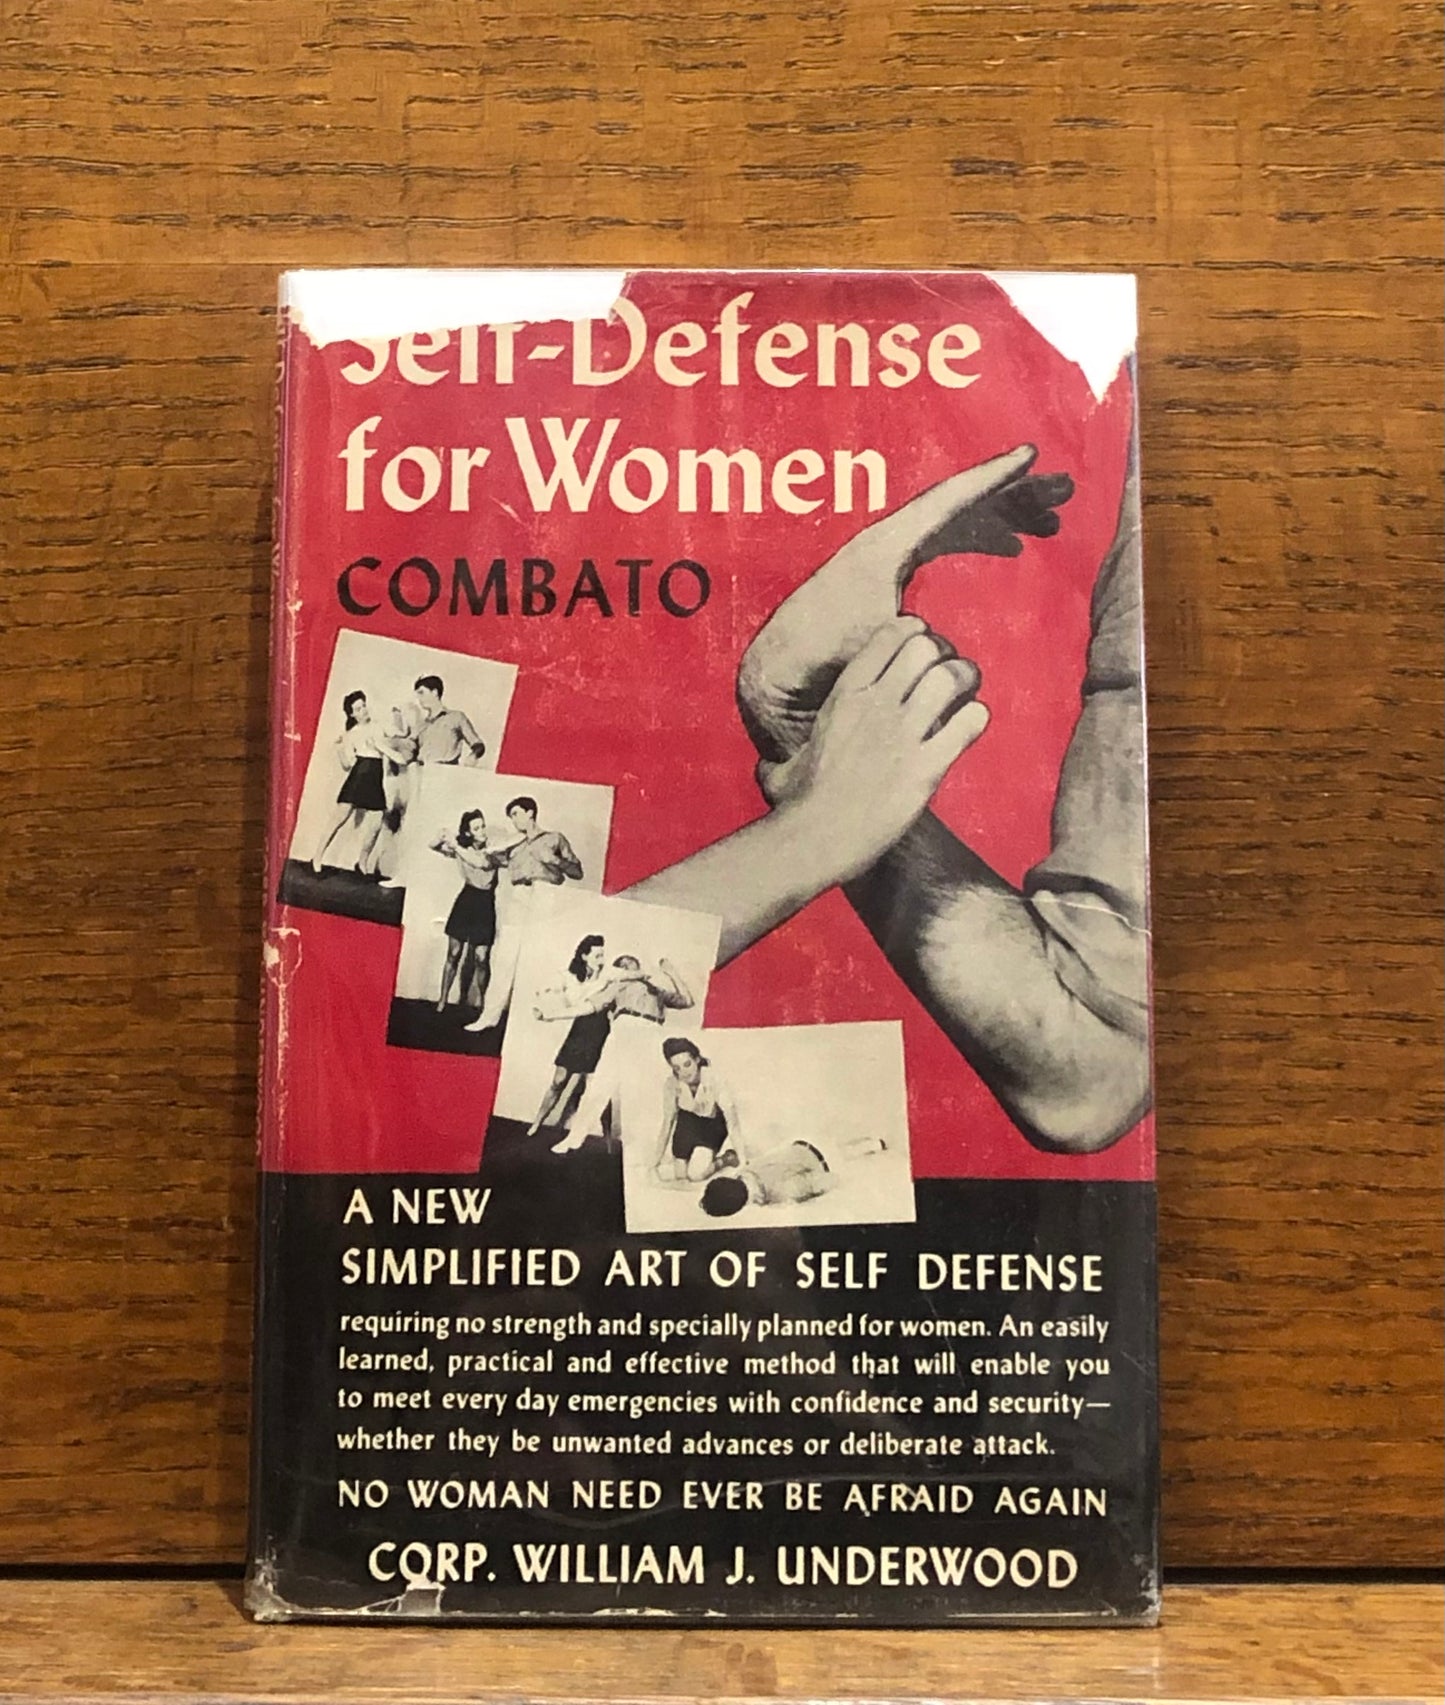 Self-Defense
for Women
COMBATO
A NEW
SIMPLIFIED ART OF SELF DEFENSE
requiring no strength and specially planned for women. An easily
learned, practical and effective method that will enable you
to meet every day emergencies with confidence and security—
whether they be unwanted advances or deliberate attack.
NO WOMAN NEED EVER BE AFRAID AGAIN
CORP. WILLIAM J. UNDERWOOD